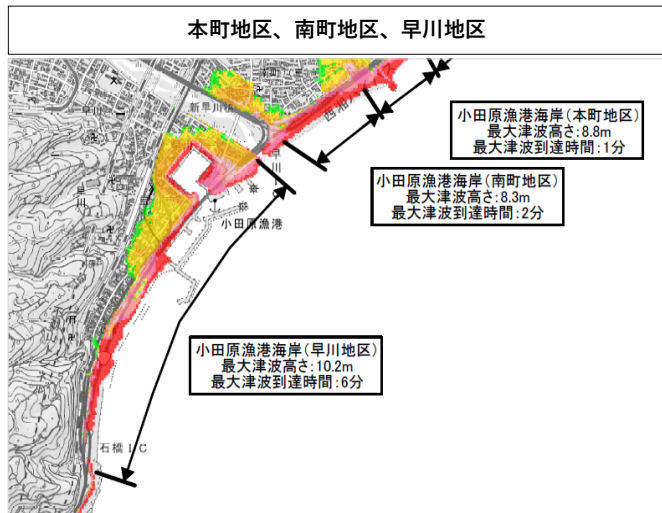 本町地区、南町地区、早川地区
小田原漁港海岸(本町地区)
最大津波高さ:8.8m
最大津波到達時間:1分
小田原漁港海岸(南町地区)
最大津波高さ:8.3m
最大津波到達時間:2分
新早川橋
早川
早川
小田原漁港
小田原漁港海岸(早川地区)
最大津波高さ:10.2m
最大津波到達時間:6分
石橋IC